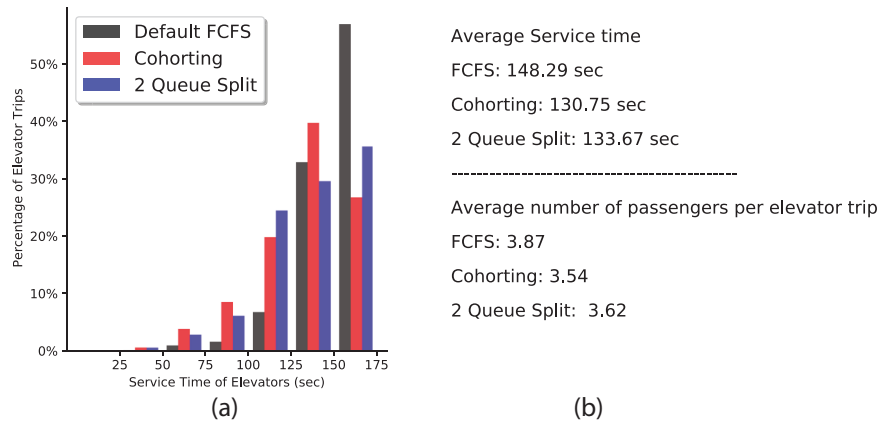 Default FCFS
Cohorting
2 Queue Split
Percentage of Elevator Trips
50%
40%
30%
20%
10%
0%
25 50 75 100 125 150 175
Service Time of Elevators (sec)
(a)
Average Service time
FCFS: 148.29 sec
Cohorting: 130.75 sec
2 Queue Split: 133.67 sec
---------------------------------------------
Average number of passengers per elevator trip
FCFS: 3.87
Cohorting: 3.54
2 Queue Split: 3.62
(b)